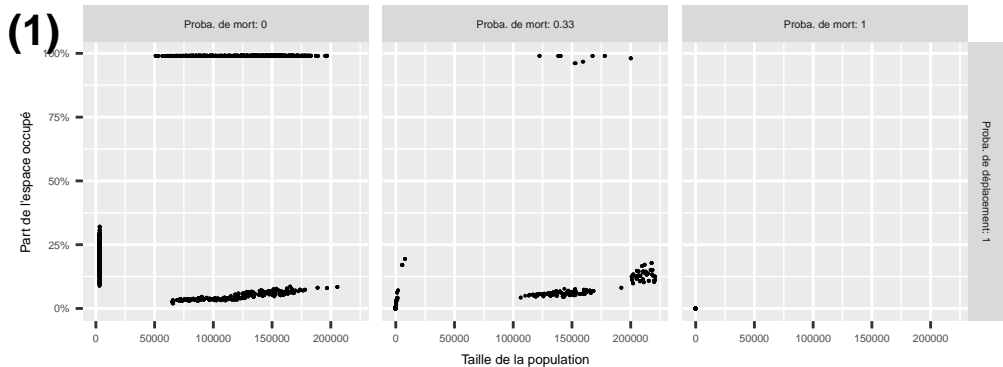 (1)
Proba. de mort: 0
Proba. de mort: 0.33
Proba. de mort: 1
100%
75%
50%
25%
0%
Part de l'espace occupé
Proba. de déplacement: 1
0 50000 100000 150000 200000
0 50000 100000 150000 200000
0 50000 100000 150000 200000
Taille de la population